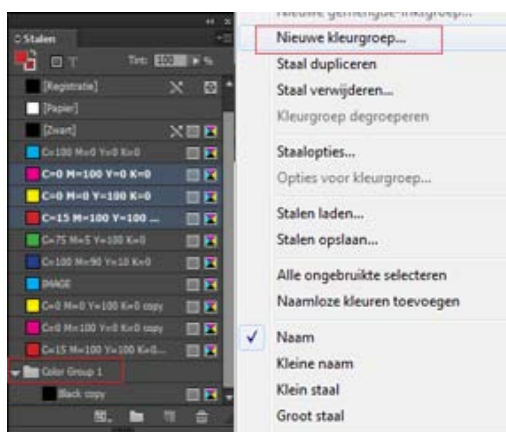 Stalen
Tint: 100 %
[Registratie]
[Papier]
[Zwart]
C=100 M=0 Y=0 K=0
C=0 M=100 Y=0 K=0
C=0 M=0 Y=100 K=0
C=15 M=100 Y=100 ...
C=75 M=5 Y=100 K=0
C=100 M=90 Y=10 K=0
IMAGE
C=0 M=0 Y=100 K=0 copy
C=0 M=100 Y=0 K=0 copy
C=15 M=100 Y=100 K=0...
Color Group 1
Black copy
Nieuwe gemengde-inktgroep...
Nieuwe kleurgroep...
Staal dupliceren
Staal verwijderen...
Kleurgroep degroeperen
Staalopties...
Opties voor kleurgroep...
Stalen laden...
Stalen opslaan...
Alle ongebruikte selecteren
Naamloze kleuren toevoegen
Naam
Kleine naam
Klein staal
Groot staal